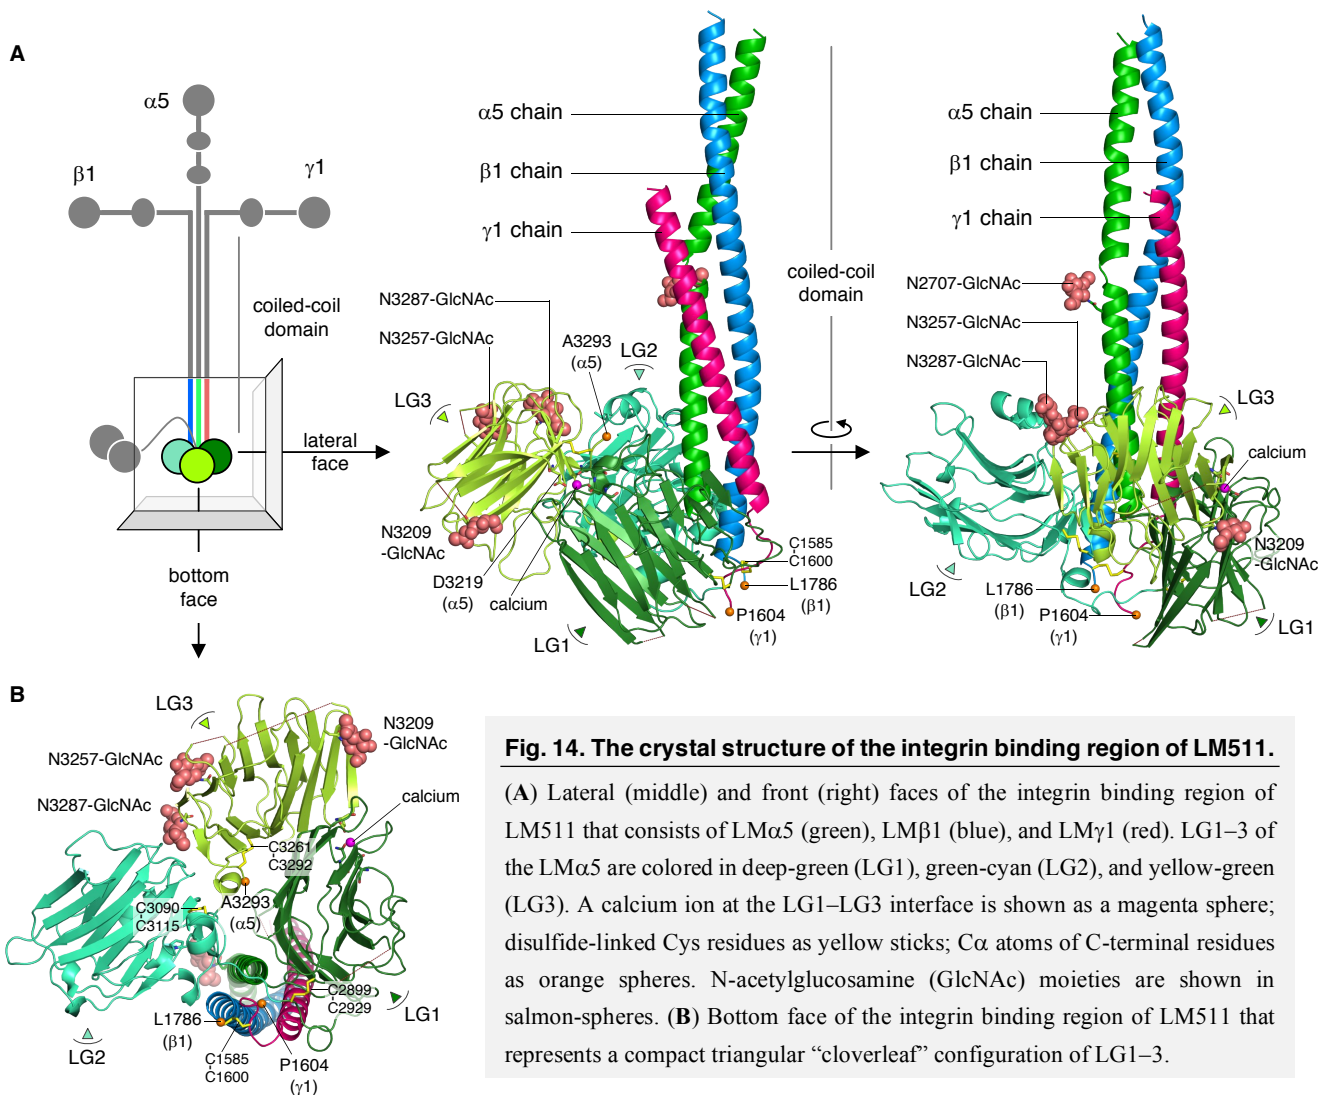 A
α5
β1
γ1
coiled-coil
domain
lateral
face
bottom
face
α5 chain
β1 chain
γ1 chain
N3287-GlcNAc
N3257-GlcNAc
A3293
(α5)
LG2
LG3
N3209
-GlcNAc
D3219
(α5)
calcium
LG1
C1585
C1600
L1786
(β1)
P1604
(γ1)
coiled-coil
domain
α5 chain
β1 chain
γ1 chain
N2707-GlcNAc
N3257-GlcNAc
N3287-GlcNAc
LG3
calcium
N3209
-GlcNAc
LG2
L1786
(β1)
P1604
(γ1)
LG1
B
LG3
N3209
-GlcNAc
N3257-GlcNAc
N3287-GlcNAc
calcium
C3261
C3292
A3293
(α5)
C3090
C3115
C2899
C2929
LG1
L1786
(β1)
LG2
C1585
C1600
P1604
(γ1)
Fig. 14. The crystal structure of the integrin binding region of LM511.
(A) Lateral (middle) and front (right) faces of the integrin binding region of
LM511 that consists of LMα5 (green), LMβ1 (blue), and LMγ1 (red). LG1–3 of
the LMα5 are colored in deep-green (LG1), green-cyan (LG2), and yellow-green
(LG3). A calcium ion at the LG1–LG3 interface is shown as a magenta sphere;
disulfide-linked Cys residues as yellow sticks; Cα atoms of C-terminal residues
as orange spheres. N-acetylglucosamine (GlcNAc) moieties are shown in
salmon-spheres. (B) Bottom face of the integrin binding region of LM511 that
represents a compact triangular “cloverleaf” configuration of LG1–3.